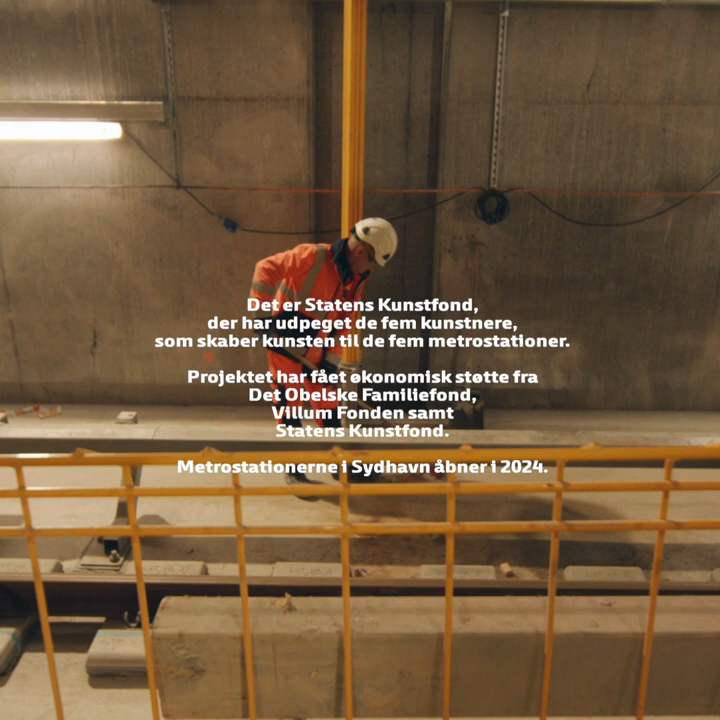 Det er Statens Kunstfond,
der har udpeget de fem kunstnere,
som skaber kunsten til de fem metrostationer.
Projektet har fået økonomisk støtte fra
Det Obelske Familiefond,
Villum Fonden samt
Statens Kunstfond.
Metrostationerne i Sydhavn åbner i 2024.